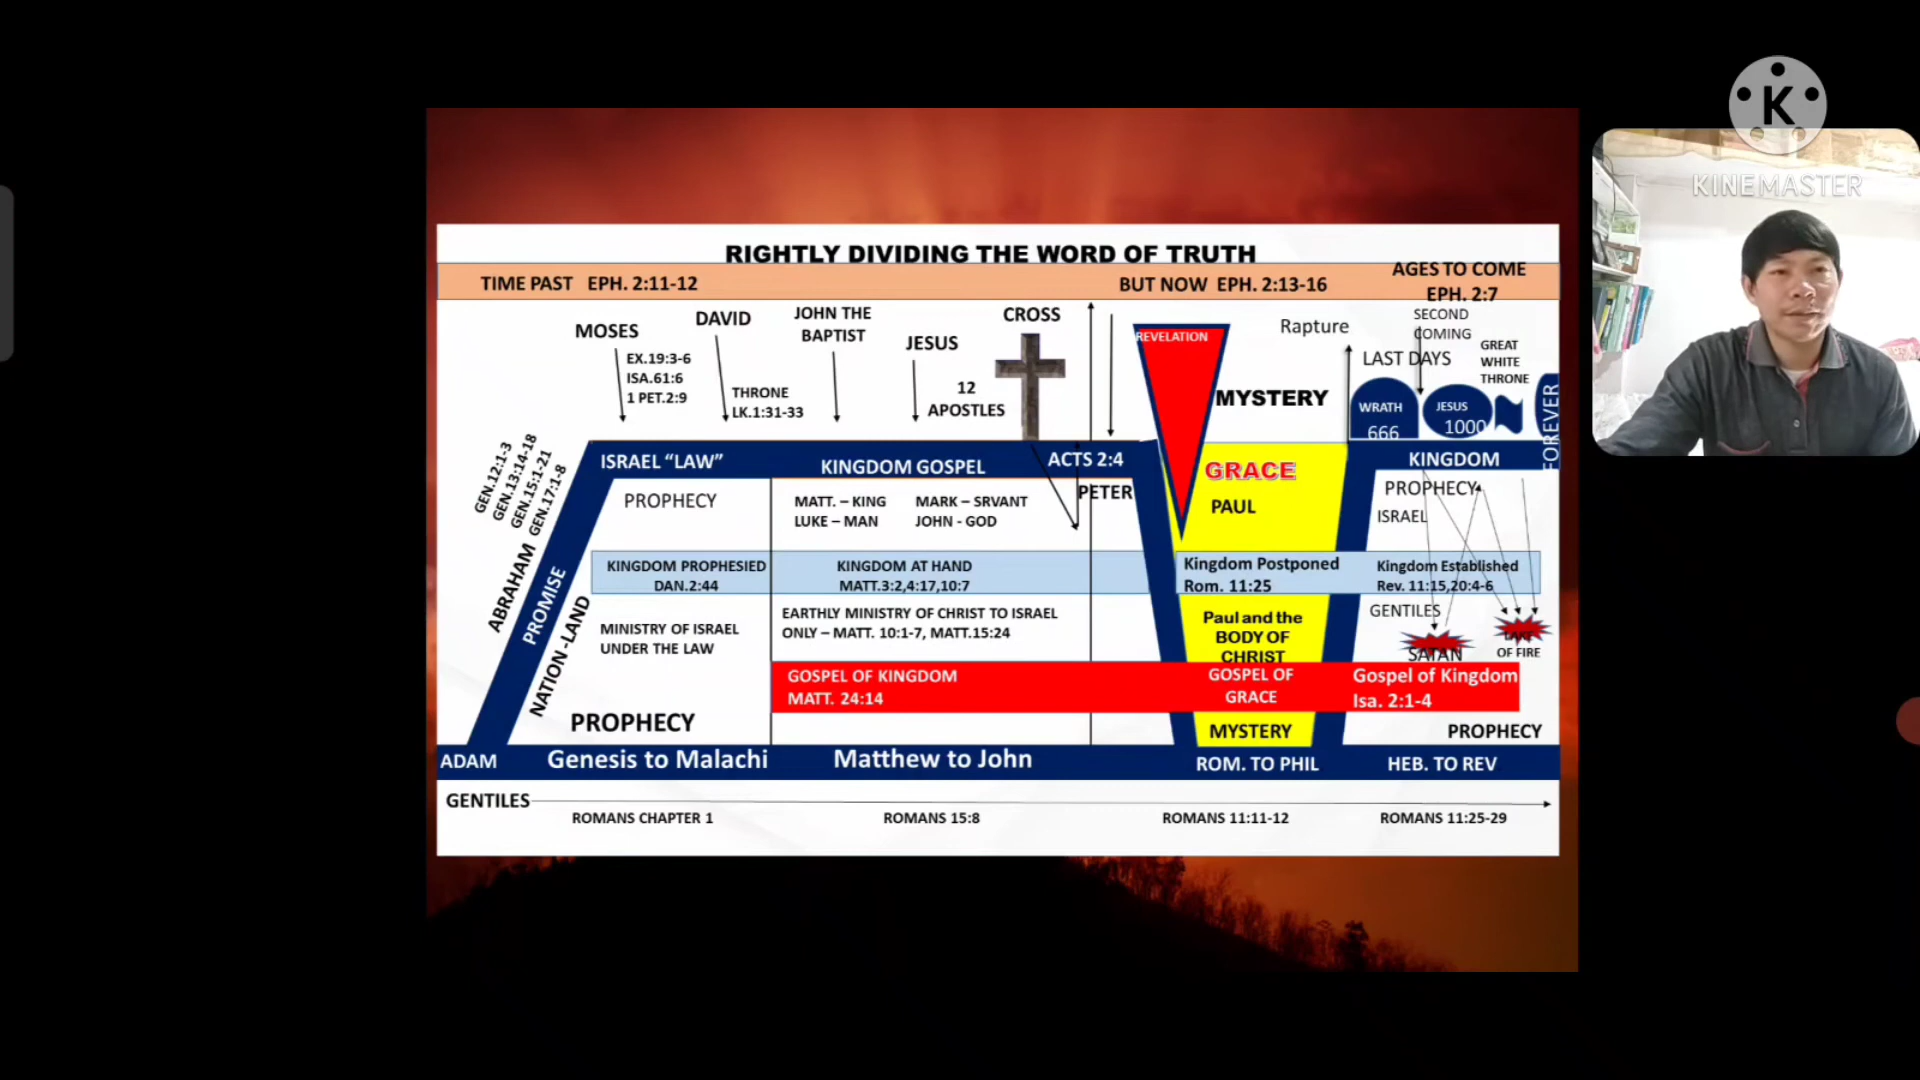 K
KINEMASTER
RIGHTLY DIVIDING THE WORD OF TRUTH
TIME PAST EPH. 2:11-12
BUT NOW EPH. 2:13-16
AGES TO COME
EPH. 2:7
MOSES
EX.19:3-6
ISA.61:6
1 PET.2:9
DAVID
THRONE
LK.1:31-33
JOHN THE
BAPTIST
JESUS
12
APOSTLES
CROSS
REVELATION
MYSTERY
Rapture
SECOND
COMING
LAST DAYS
GREAT
WHITE
THRONE
WRATH
666
JESUS
1000
FOREVER
GEN.12:1-3
GEN.13:14-18
GEN.15:1-21
GEN.17:1-8
ABRAHAM
PROMISE
NATION -LAND
ISRAEL “LAW”
KINGDOM GOSPEL
ACTS 2:4
GRACE
KINGDOM
PROPHECY
MATT. – KING
MARK – SRVANT
LUKE – MAN
JOHN - GOD
PETER
PAUL
PROPHECY
ISRAEL
KINGDOM PROPHESIED
DAN.2:44
KINGDOM AT HAND
MATT.3:2,4:17,10:7
Kingdom Postponed
Rom. 11:25
Kingdom Established
Rev. 11:15,20:4-6
MINISTRY OF ISRAEL
UNDER THE LAW
EARTHLY MINISTRY OF CHRIST TO ISRAEL
ONLY – MATT. 10:1-7, MATT.15:24
Paul and the
BODY OF
CHRIST
GENTILES
SATAN
LAKE
OF FIRE
GOSPEL OF KINGDOM
MATT. 24:14
GOSPEL OF
GRACE
Gospel of Kingdom
Isa. 2:1-4
PROPHECY
MYSTERY
PROPHECY
ADAM
Genesis to Malachi
Matthew to John
ROM. TO PHIL
HEB. TO REV
GENTILES
ROMANS CHAPTER 1
ROMANS 15:8
ROMANS 11:11-12
ROMANS 11:25-29